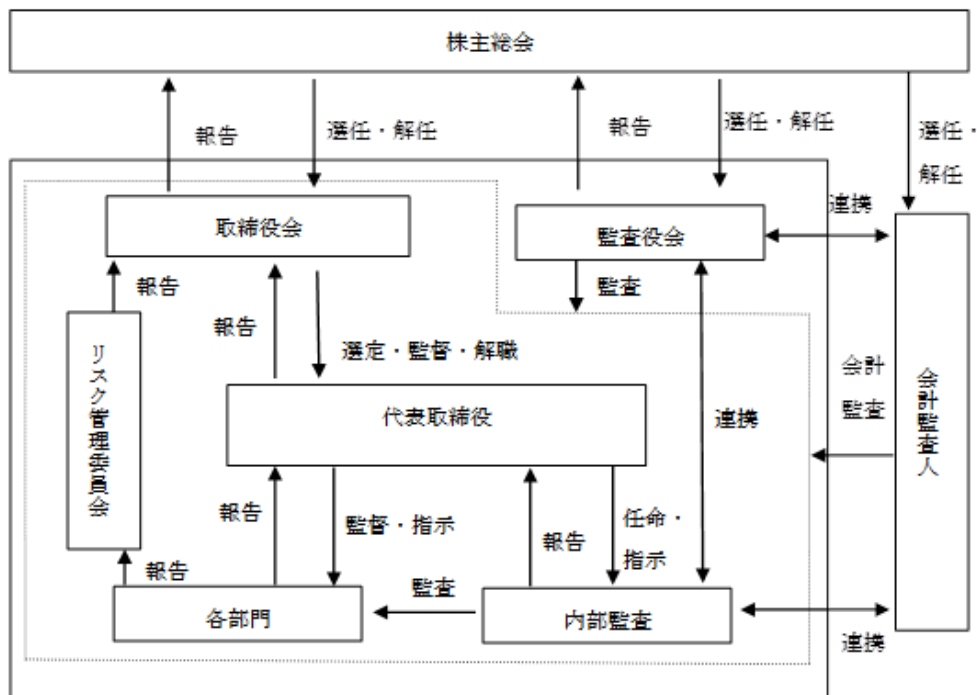 株主総会
報告
選任・解任
報告
選任・解任
選任・
解任
取締役会
監査役会
連携
報告
監査
報告
選定・監督・解職
リスク管理委員会
代表取締役
連携
会計
監査
会計監査人
報告
監督・指示
報告
任命・
指示
報告
監査
各部門
内部監査
連携